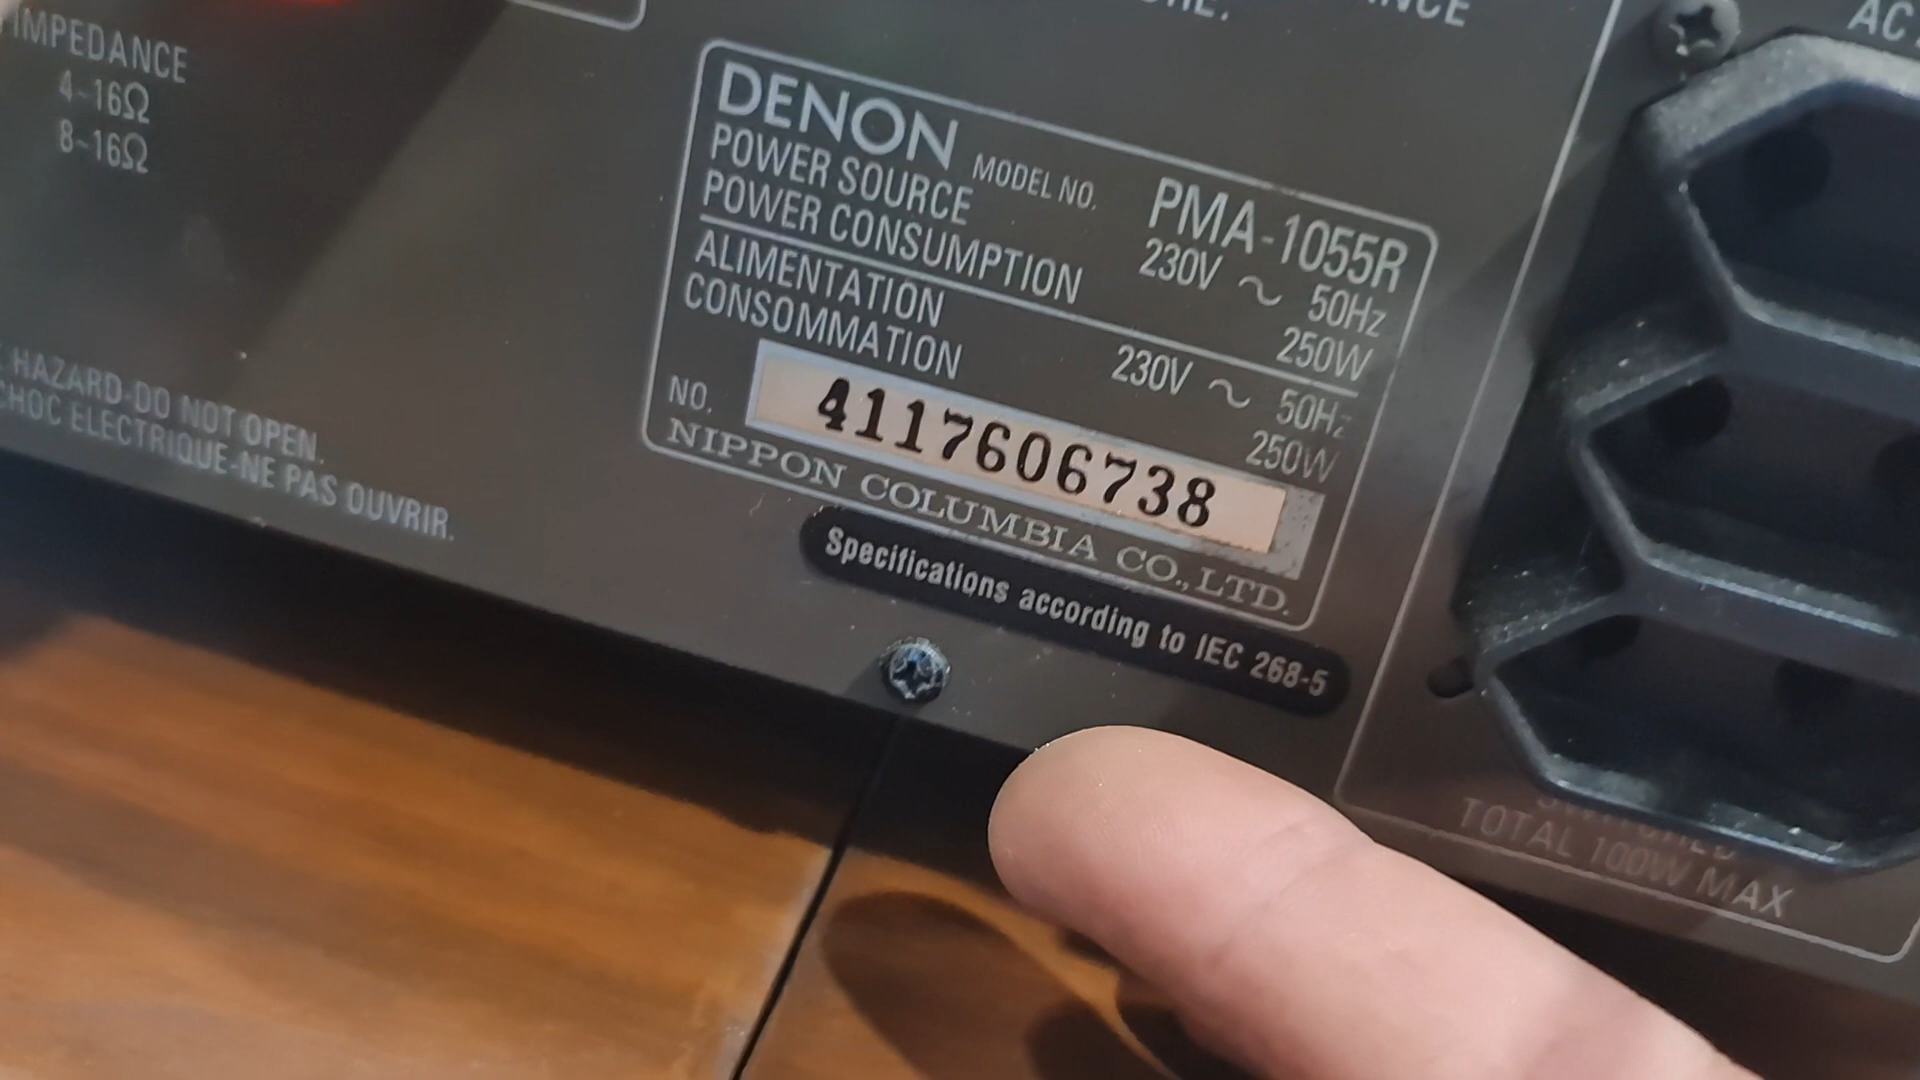 IMPEDANCE
4~16Ω
8~16Ω
AC
DENON MODEL NO. PMA-1055R
POWER SOURCE 230V ~ 50Hz
POWER CONSUMPTION 250W
ALIMENTATION 230V ~ 50Hz
CONSOMMATION 250W
NO. 4117606738
NIPPON COLUMBIA CO., LTD.
Specifications according to IEC 268-5
HAZARD-DO NOT OPEN.
CHOC ELECTRIQUE-NE PAS OUVRIR.
SWITCHED
TOTAL 100W MAX